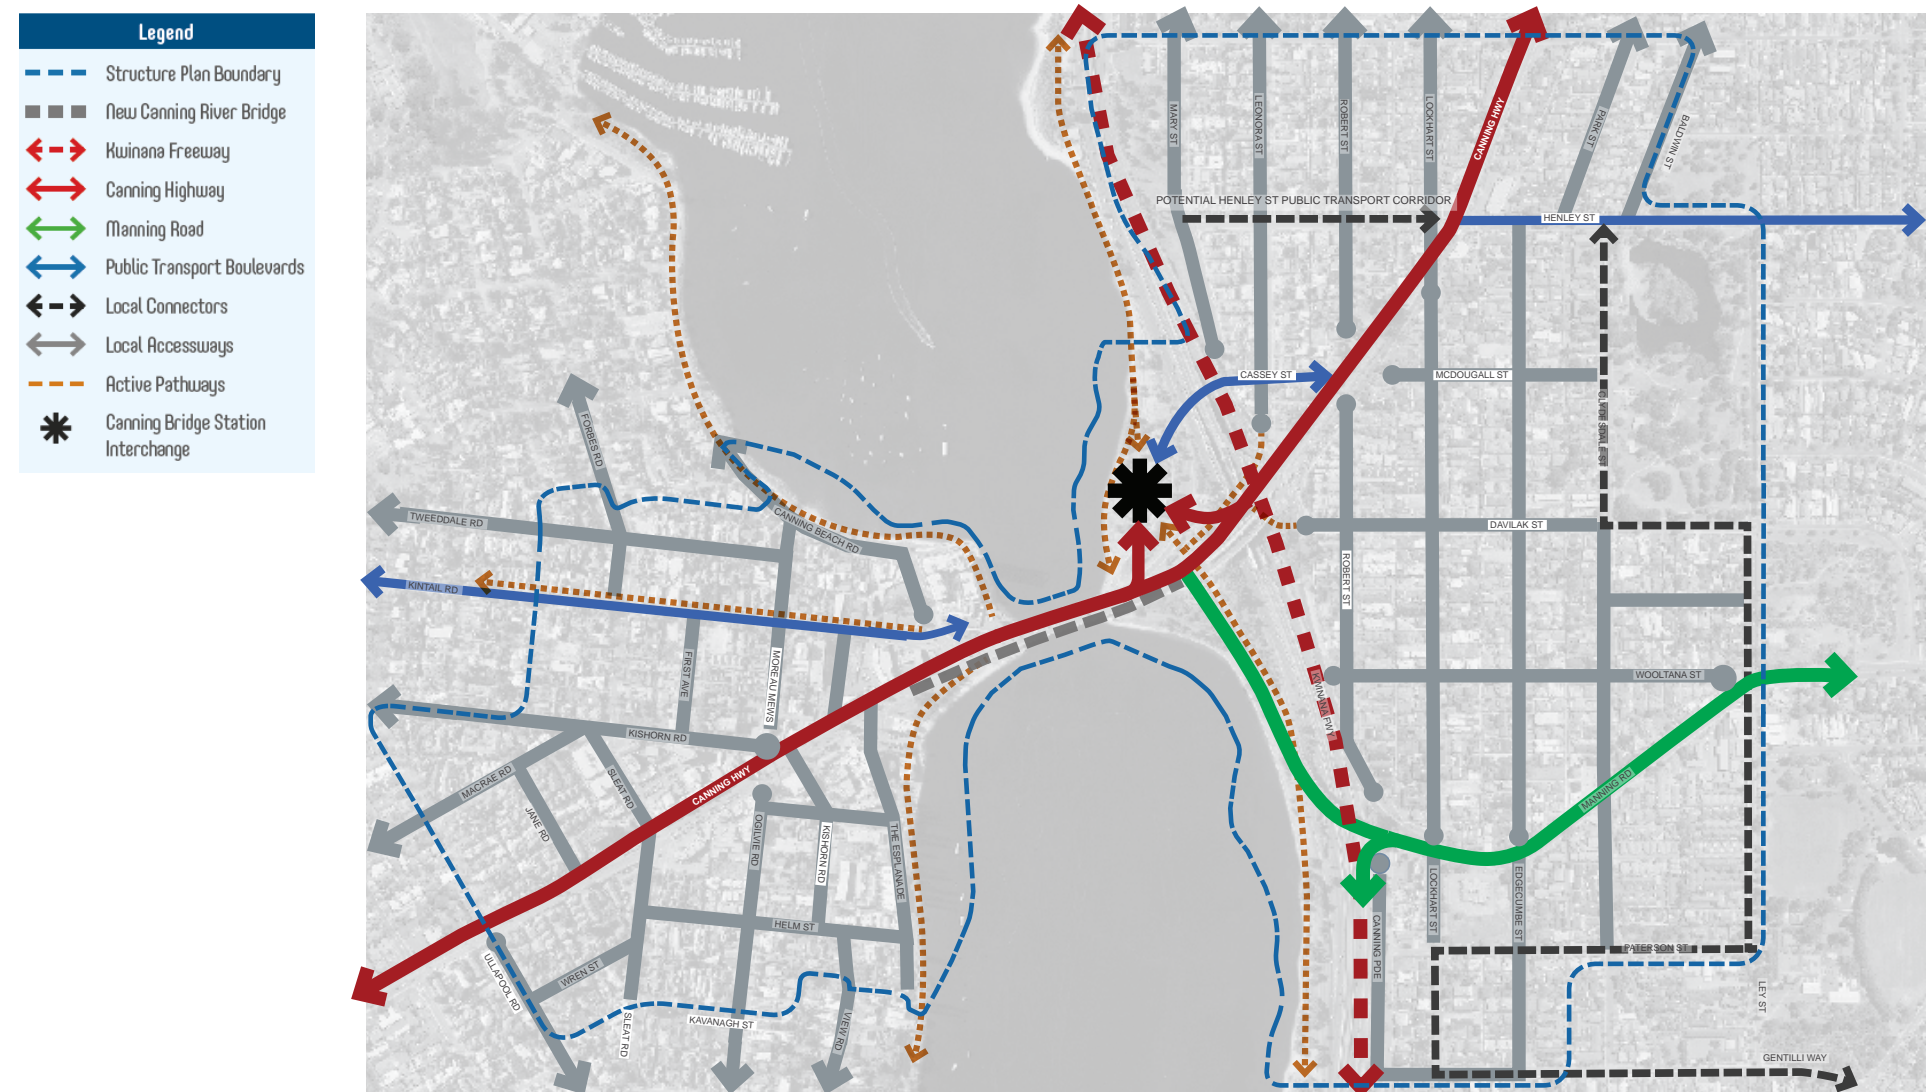 Legend
Structure Plan Boundary
New Canning River Bridge
Kwinana Freeway
Canning Highway
Manning Road
Public Transport Boulevards
Local Connectors
Local Accessways
Active Pathways
Canning Bridge Station
Interchange
MARY ST
LEONORA ST
ROBERT ST
LOCKHART ST
CANNING HWY
PARK ST
BALDWIN ST
POTENTIAL HENLEY ST PUBLIC TRANSPORT CORRIDOR
HENLEY ST
CASSEY ST
MCDOUGALL ST
CLYDESDALE ST
FORBES RD
TWEEDDALE RD
CANNING BEACH RD
DAVILAK ST
KINTAIL RD
ROBERT ST
FIRST AVE
MOREAU MEWS
KWINANA FWY
WOOLTANA ST
KISHORN RD
MACRAE RD
SLEAT RD
CANNING HWY
JANE RD
OGILVIE RD
KISHORN RD
THE ESPLANADE
MANNING RD
LOCKHART ST
EDGECUMBE ST
CANNING PDE
HELM ST
PATERSON ST
ULLAPOOL RD
WREN ST
LEY ST
SLEAT RD
KAVANAGH ST
VIEW RD
GENTILLI WAY